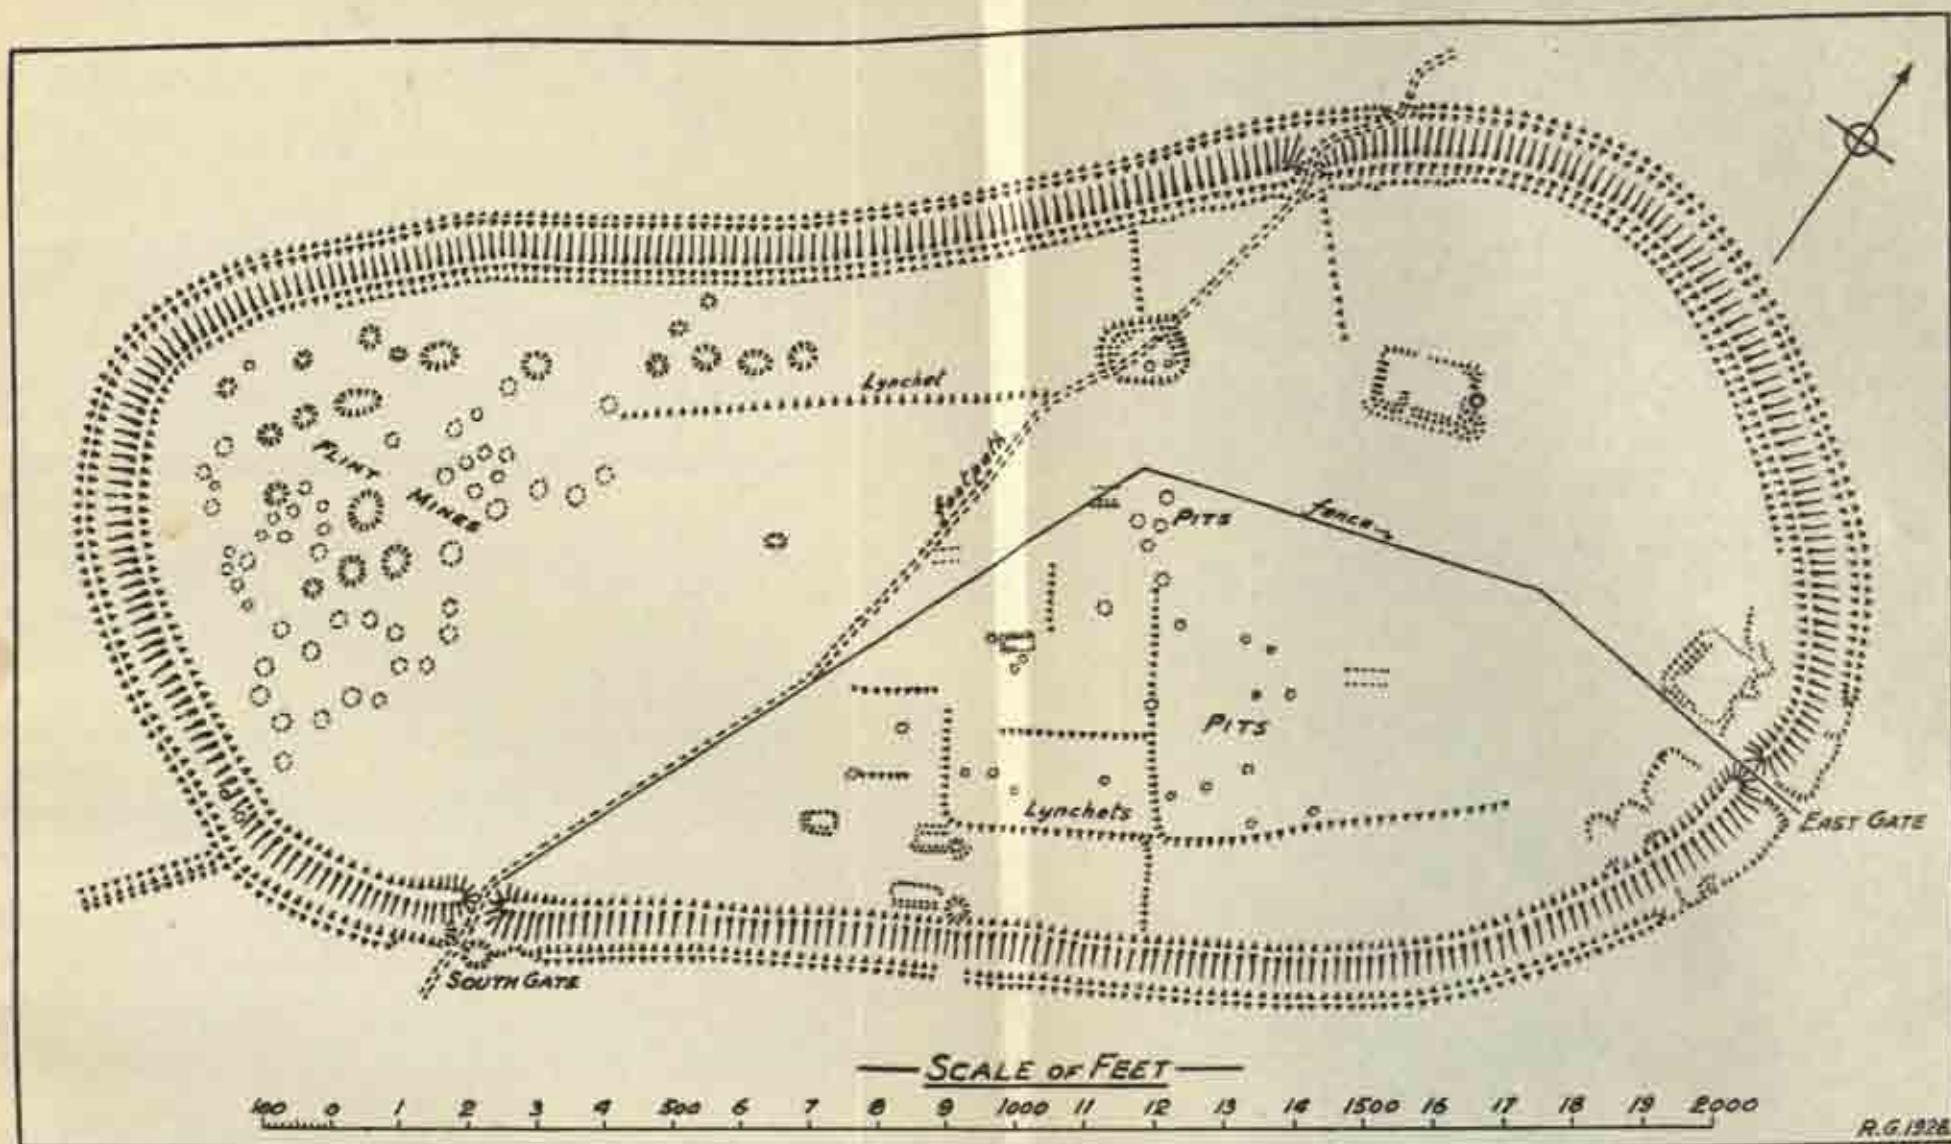 Lynchet
FLINT
MINES
footpath
fence
PITS
PITS
Lynchets
EAST GATE
SOUTH GATE
SCALE OF FEET
100 0 1 2 3 4 500 6 7 8 9 1000 11 12 13 14 1500 16 17 18 19 2000
R.G.1928